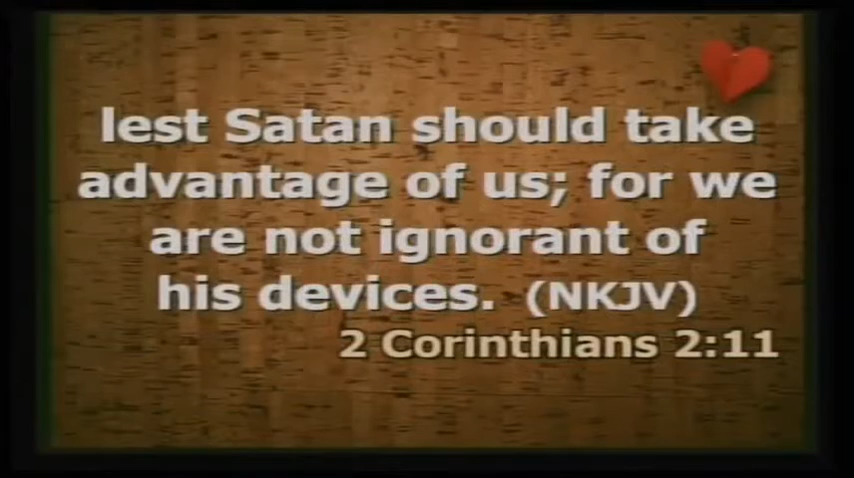 lest Satan should take
advantage of us; for we
are not ignorant of
his devices. (NKJV)
2 Corinthians 2:11